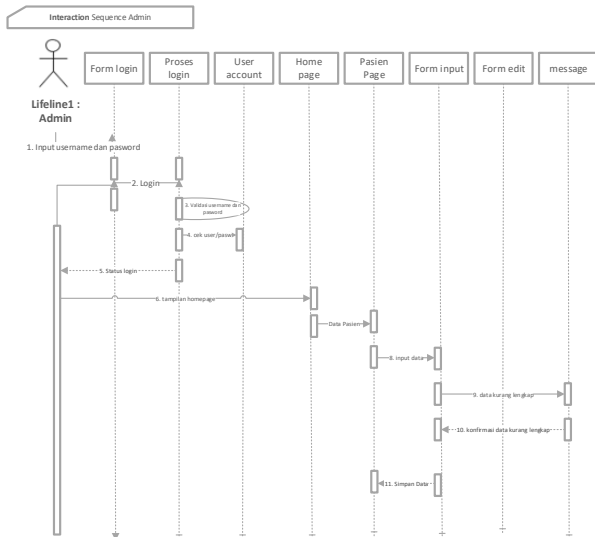 Interaction Sequence Admin
Form login
Proses
login
User
account
Home
page
Pasien
Page
Form input
Form edit
message
Lifeline1 :
Admin
1. Input username dan pasword
2. Login
3. Validasi username dan
pasword
4. cek user/paswd
5. Status login
6. tampilan homepage
Data Pasien
8. Input data
9. data kurang lengkap
10. konfirmasi data kurang lengkap
11. Simpan Data